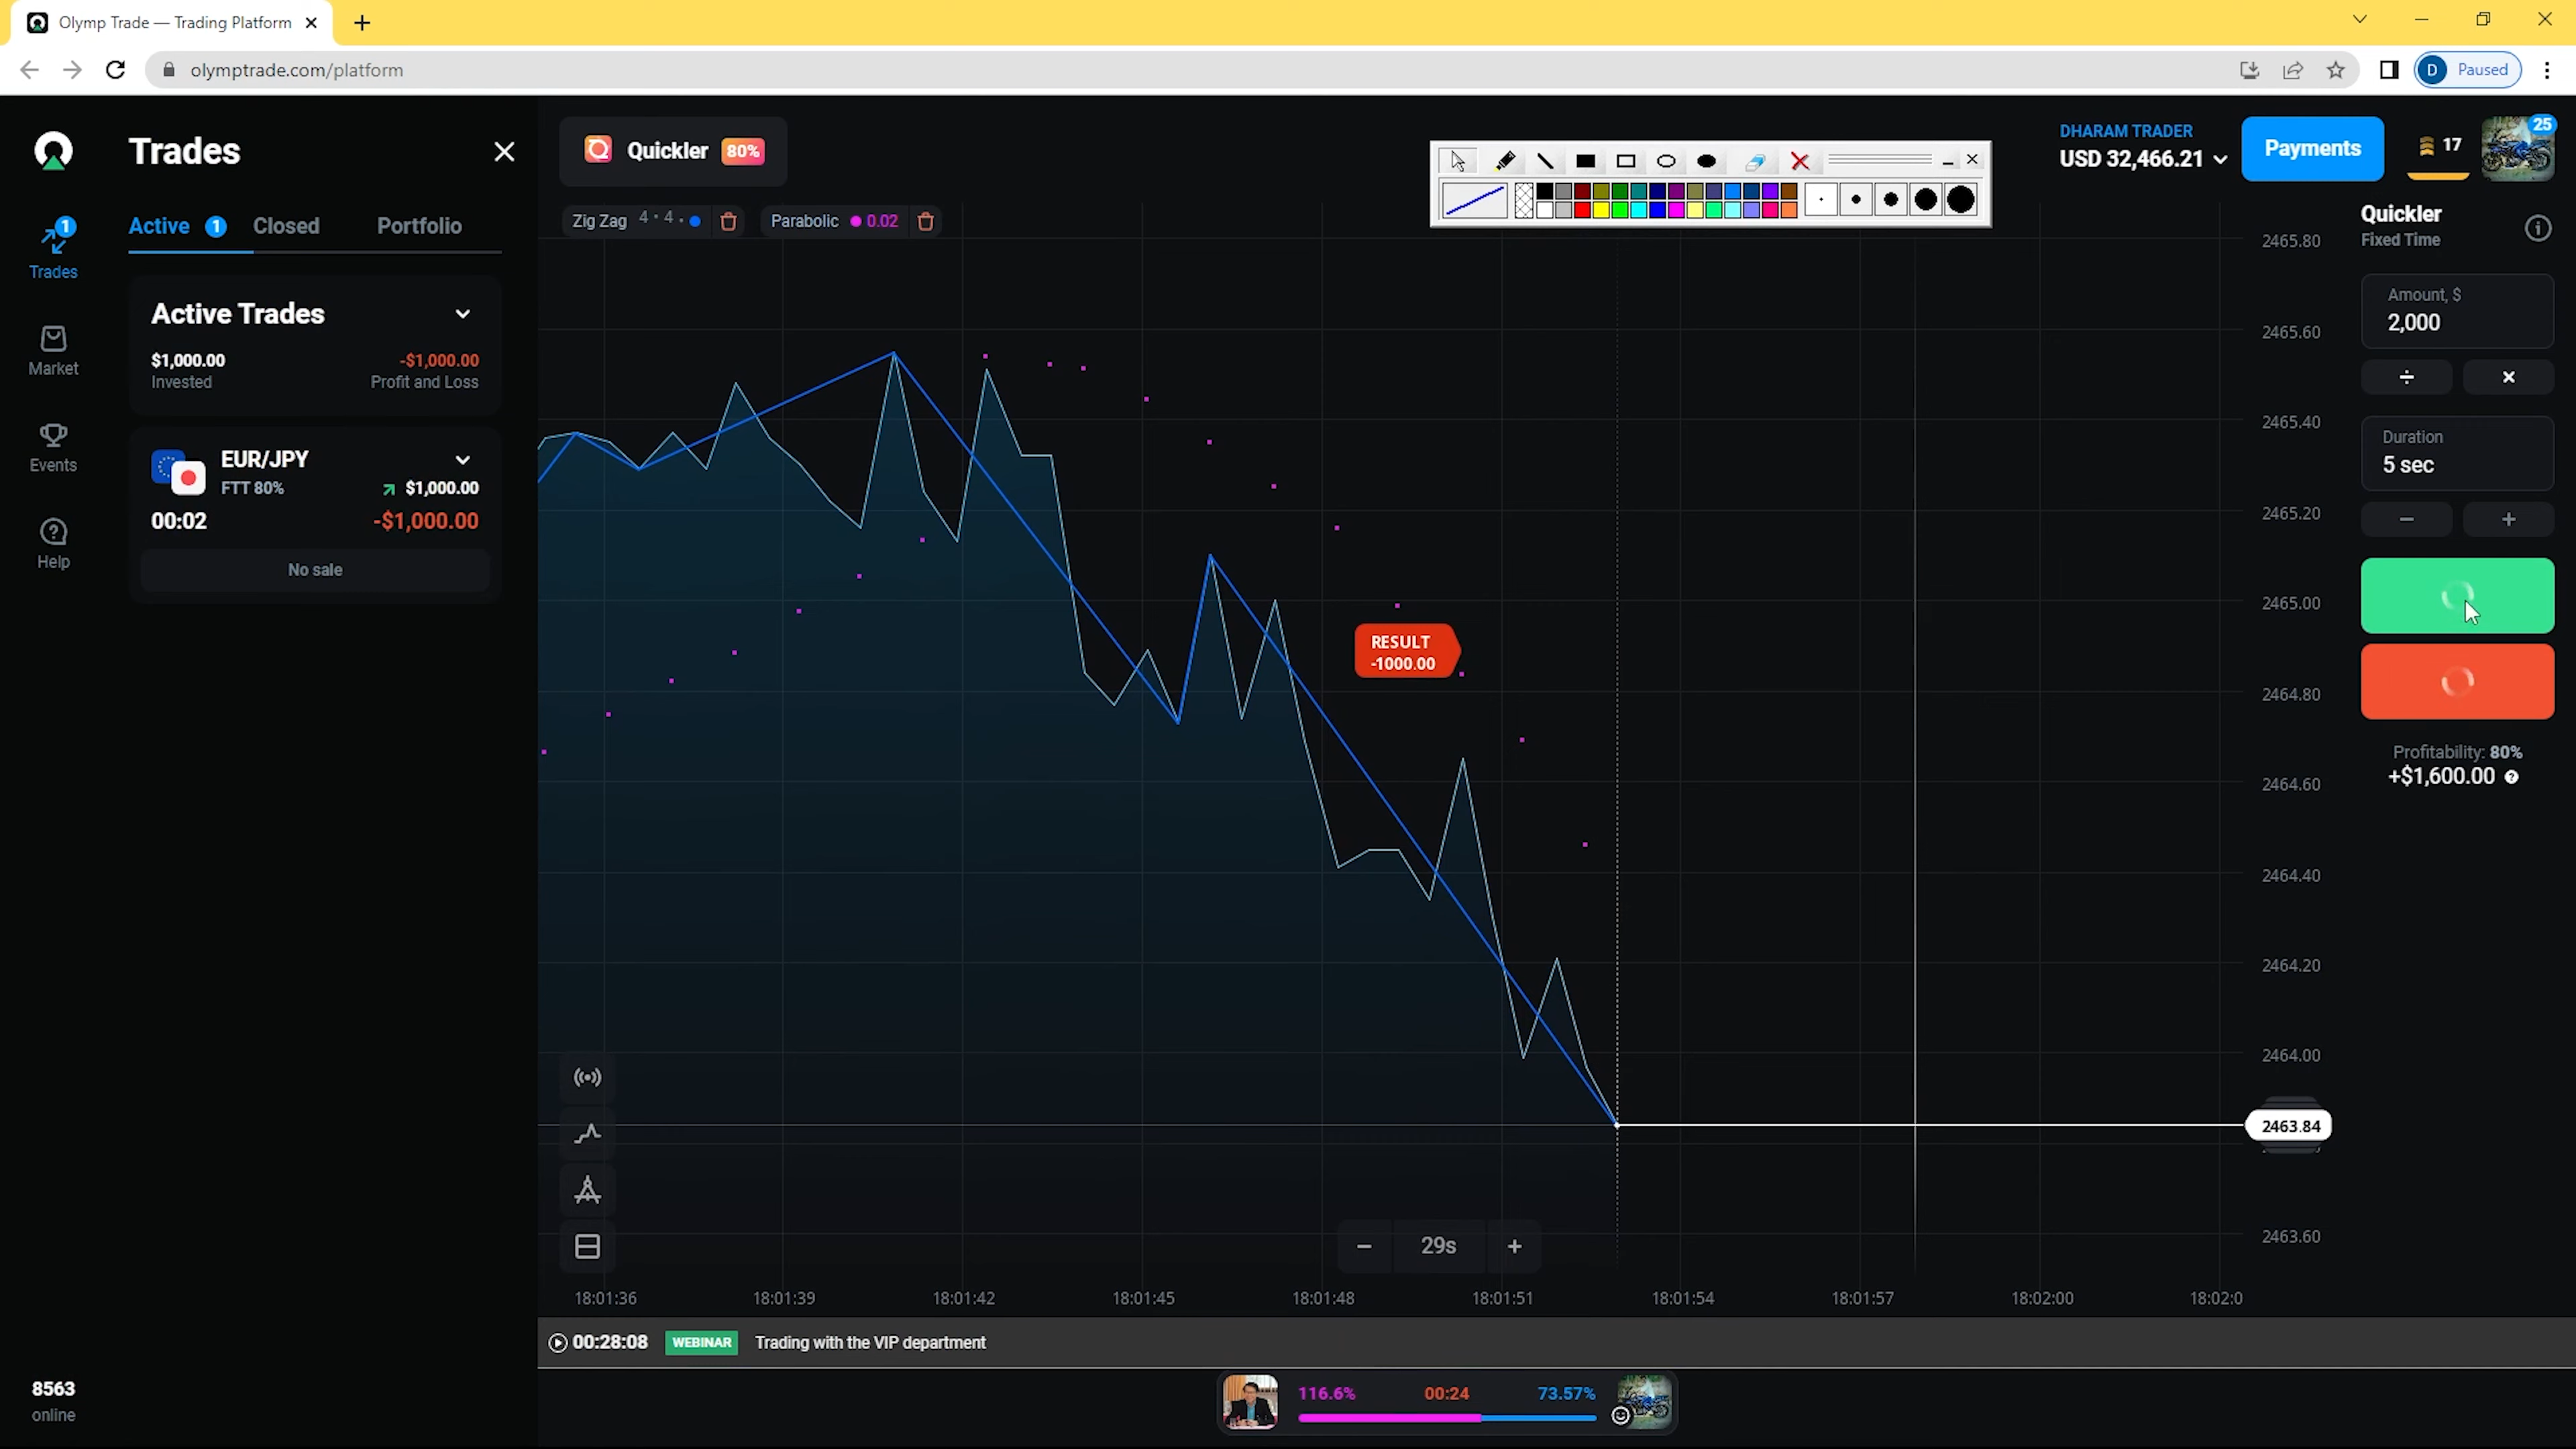 Olymp Trade — Trading Platform
olymptrade.com/platform
D Paused
Trades
Quickler 80%
DHARAM TRADER
USD 32,466.21
Payments
17
25
1
Trades
Market
Events
Help
Active 1 Closed Portfolio
Active Trades
$1,000.00 -$1,000.00
Invested Profit and Loss
EUR/JPY
FTT 80% $1,000.00
00:02 -$1,000.00
No sale
Zig Zag 4 • 4 •
Parabolic 0.02
RESULT
-1000.00
2465.80
2465.60
2465.40
2465.20
2465.00
2464.80
2464.60
2464.40
2464.20
2464.00
2463.84
2463.60
Quickler
Fixed Time
Amount, $
2,000
÷ ×
Duration
5 sec
− +
Profitability: 80%
+$1,600.00
− 29s +
18:01:36 18:01:39 18:01:42 18:01:45 18:01:48 18:01:51 18:01:54 18:01:57 18:02:00 18:02:0
00:28:08 WEBINAR Trading with the VIP department
116.6% 00:24 73.57%
8563
online